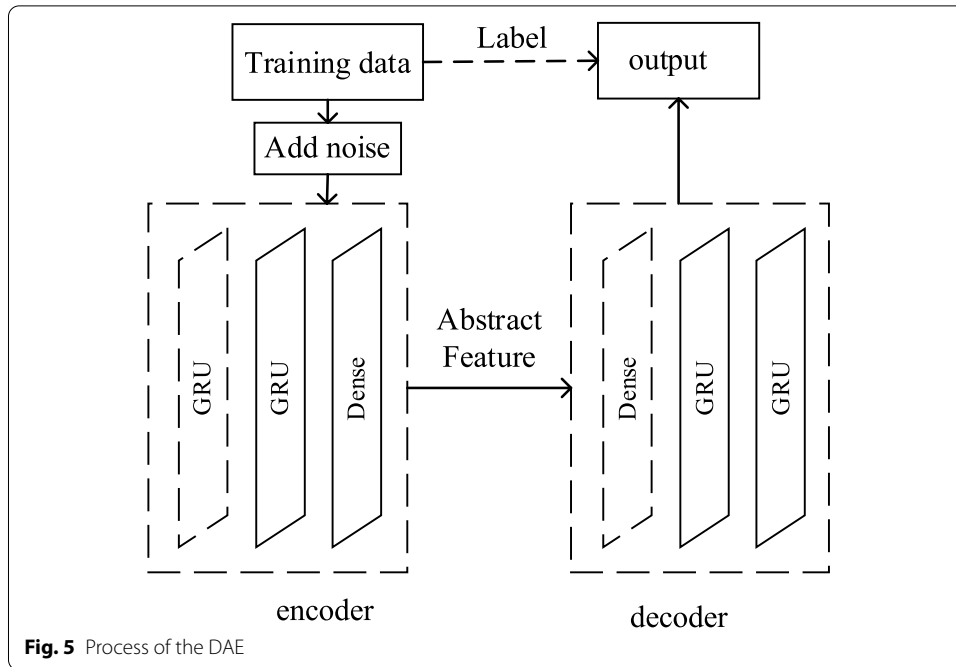 Training data
Label
output
Add noise
GRU
GRU
Dense
Abstract
Feature
Dense
GRU
GRU
encoder
decoder
Fig. 5 Process of the DAE